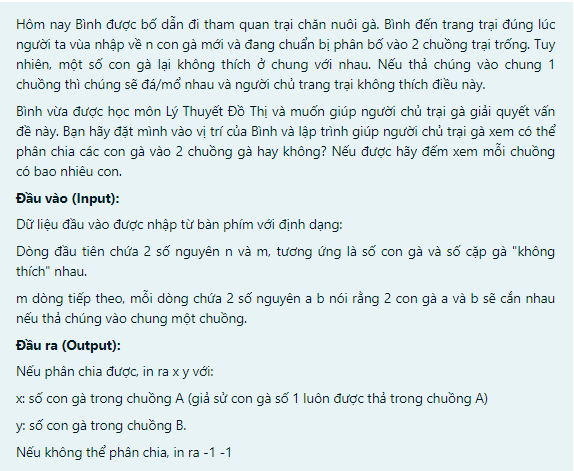 Hôm nay Bình được bố dẫn đi tham quan trại chăn nuôi gà. Bình đến trang trại đúng lúc
người ta vùa nhập về n con gà mới và đang chuẩn bị phân bố vào 2 chuồng trại trống. Tuy
nhiên, một số con gà lại không thích ở chung với nhau. Nếu thả chúng vào chung 1
chuồng thì chúng sẽ đá/mổ nhau và người chủ trang trại không thích điều này.
Bình vừa được học môn Lý Thuyết Đồ Thị và muốn giúp người chủ trại gà giải quyết vấn
đề này. Bạn hãy đặt mình vào vị trí của Bình và lập trình giúp người chủ trại gà xem có thể
phân chia các con gà vào 2 chuồng gà hay không? Nếu được hãy đếm xem mỗi chuồng
có bao nhiêu con.
Đầu vào (Input):
Dữ liệu đầu vào được nhập từ bàn phím với định dạng:
Dòng đầu tiên chứa 2 số nguyên n và m, tương ứng là số con gà và số cặp gà "không
thích" nhau.
m dòng tiếp theo, mỗi dòng chứa 2 số nguyên a b nói rằng 2 con gà a và b sẽ cắn nhau
nếu thả chúng vào chung một chuồng.
Đầu ra (Output):
Nếu phân chia được, in ra x y với:
x: số con gà trong chuồng A (giả sử con gà số 1 luôn được thả trong chuồng A)
y: số con gà trong chuồng B.
Nếu không thể phân chia, in ra -1 -1